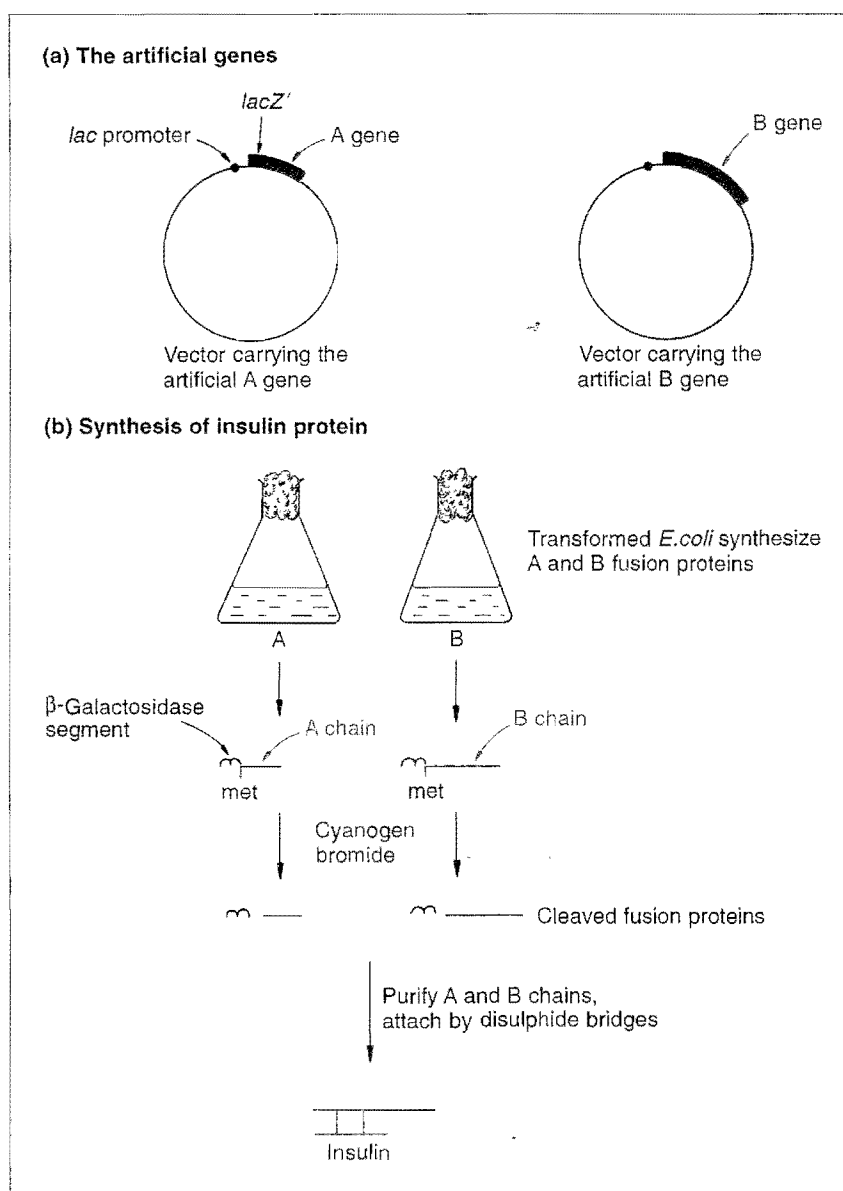 (a) The artificial genes
lacZ'
lac promoter
A gene
B gene
Vector carrying the
artificial A gene
Vector carrying the
artificial B gene
(b) Synthesis of insulin protein
Transformed E.coli synthesize
A and B fusion proteins
A
B
β-Galactosidase
segment
A chain
B chain
met
met
Cyanogen
bromide
Cleaved fusion proteins
Purify A and B chains,
attach by disulphide bridges
Insulin